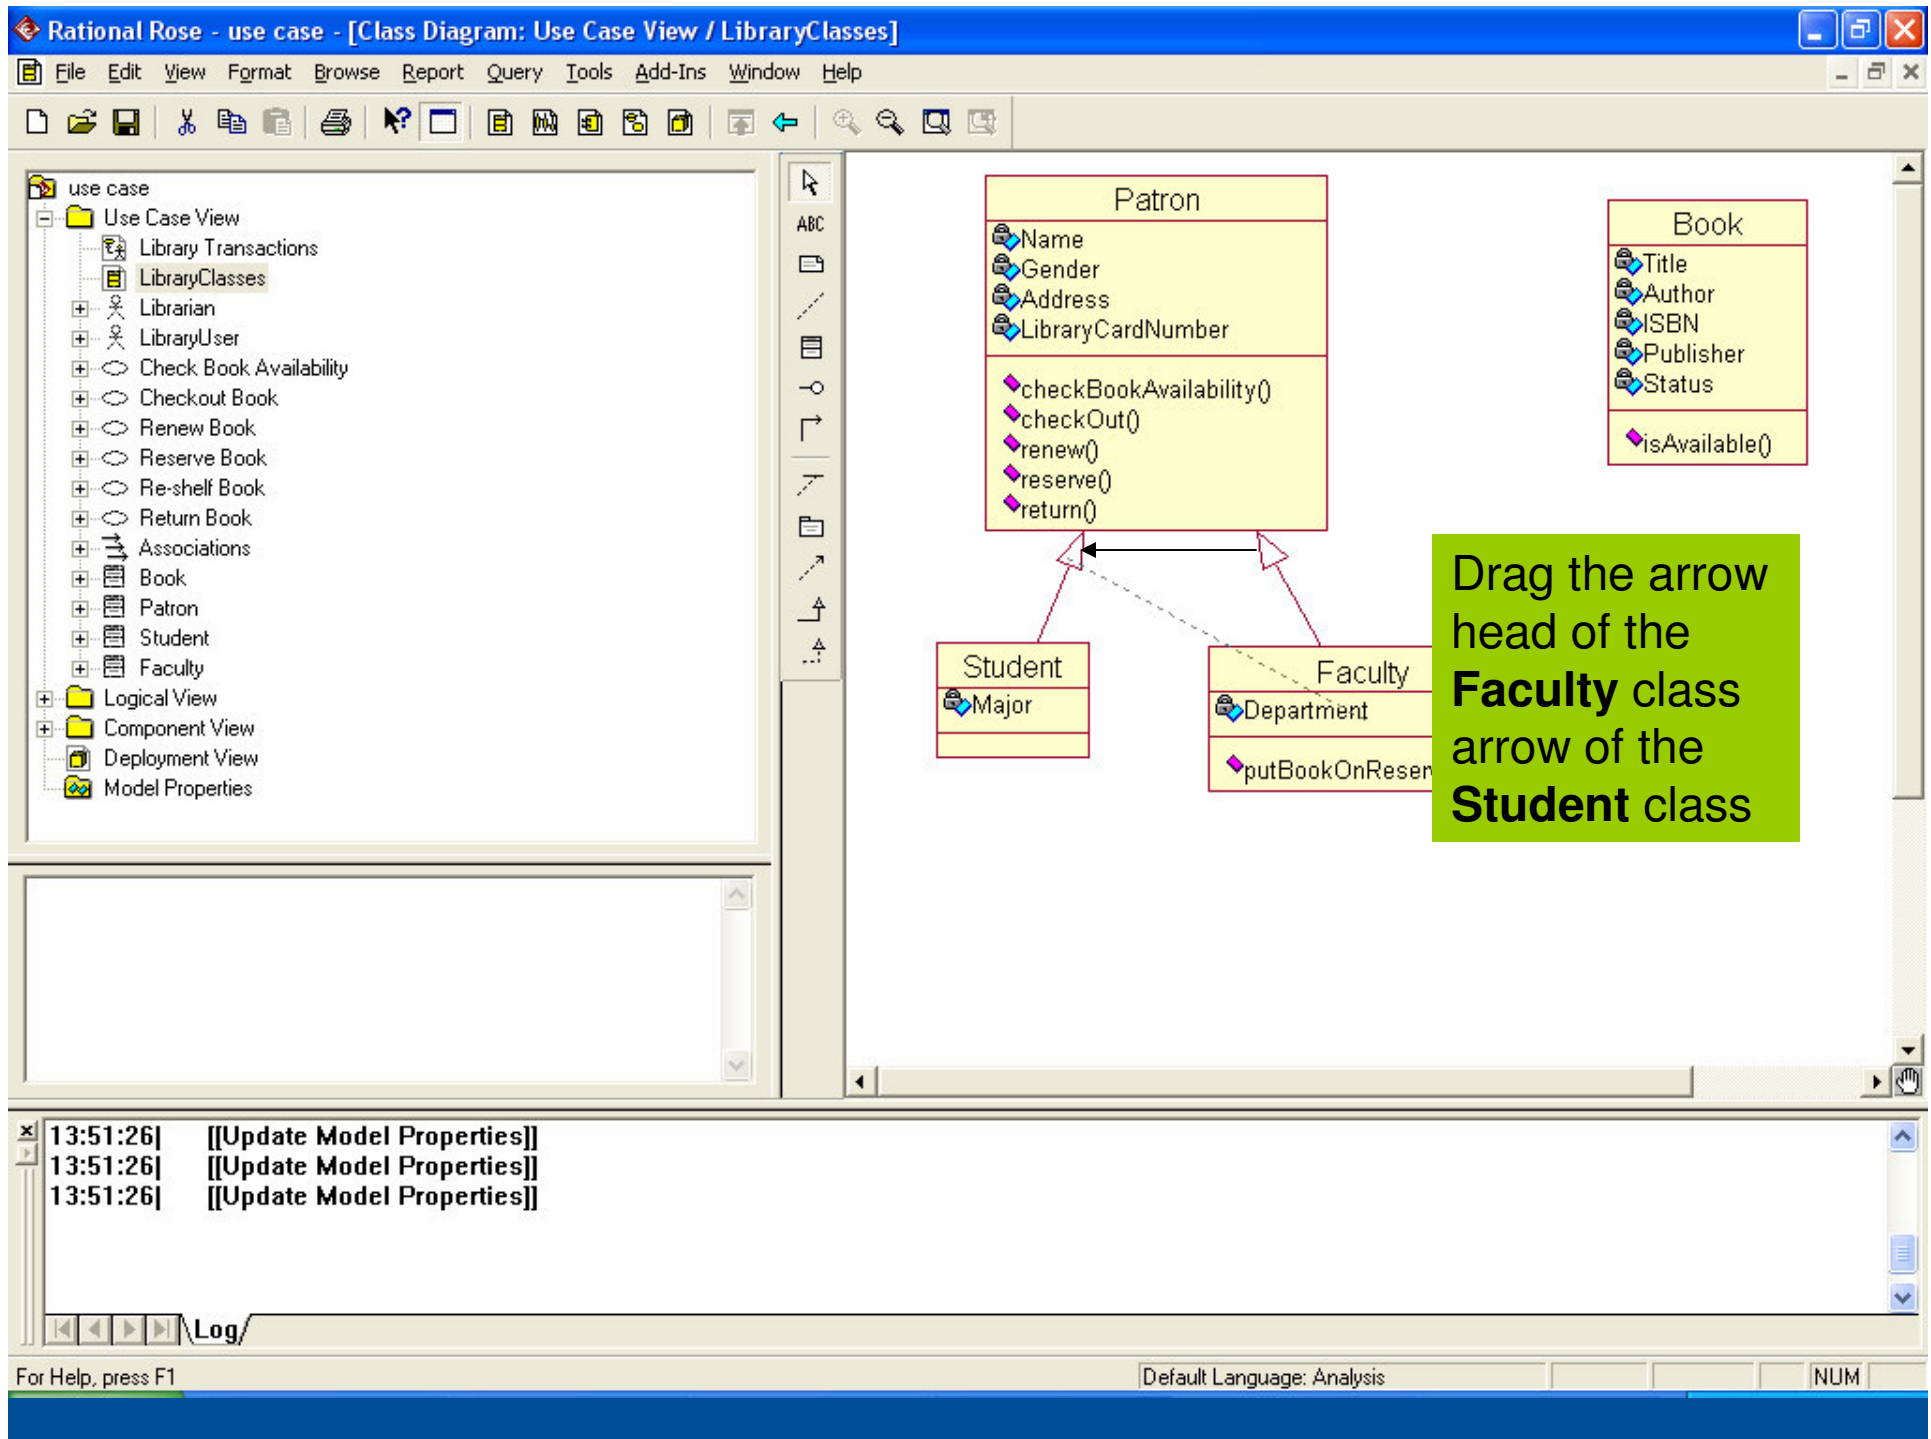 Rational Rose - use case - [Class Diagram: Use Case View / LibraryClasses]
File Edit View Format Browse Report Query Tools Add-Ins Window Help
use case
Use Case View
Library Transactions
LibraryClasses
Librarian
LibraryUser
Check Book Availability
Checkout Book
Renew Book
Reserve Book
Re-shelf Book
Return Book
Associations
Book
Patron
Student
Faculty
Logical View
Component View
Deployment View
Model Properties
ABC
Patron
Name
Gender
Address
LibraryCardNumber
checkBookAvailability()
checkOut()
renew()
reserve()
return()
Book
Title
Author
ISBN
Publisher
Status
isAvailable()
Student
Major
Faculty
Department
putBookOnReser
Drag the arrow
head of the
Faculty class
arrow of the
Student class
13:51:26| [[Update Model Properties]]
13:51:26| [[Update Model Properties]]
13:51:26| [[Update Model Properties]]
Log
For Help, press F1
Default Language: Analysis
NUM